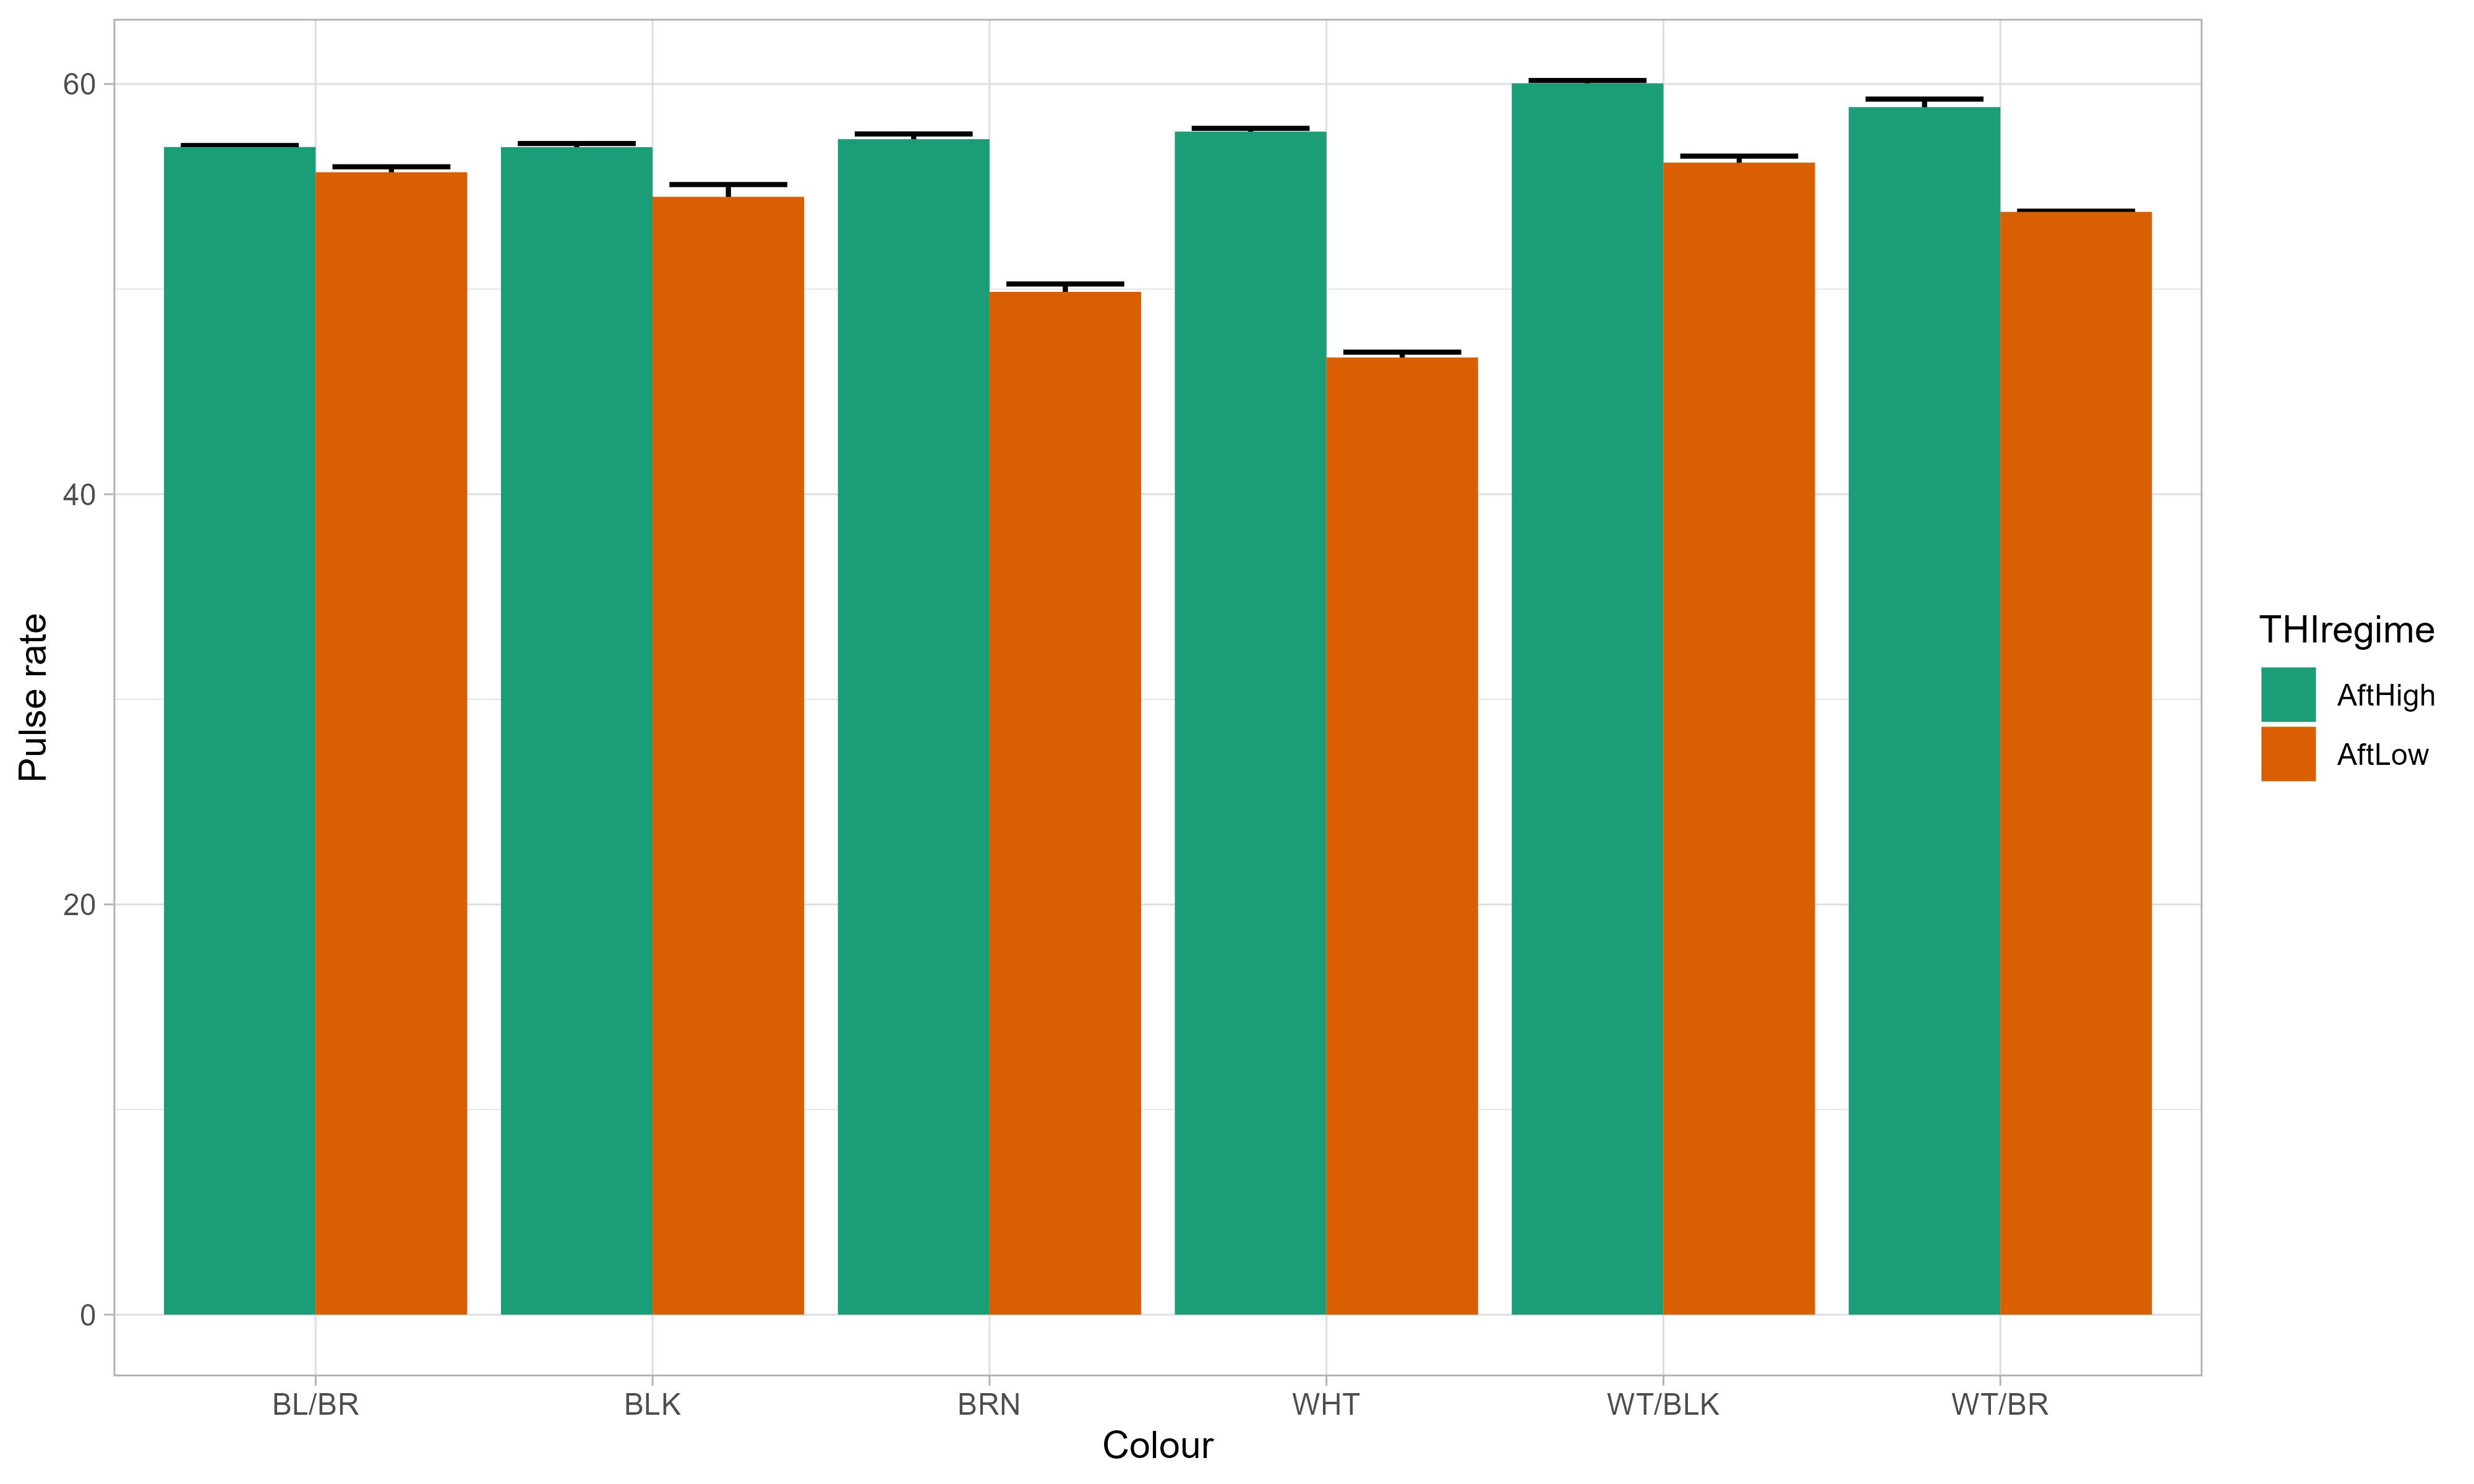 60
40
20
0
Pulse rate
BL/BR BLK BRN WHT WT/BLK WT/BR
Colour
THIregime
AftHigh
AftLow